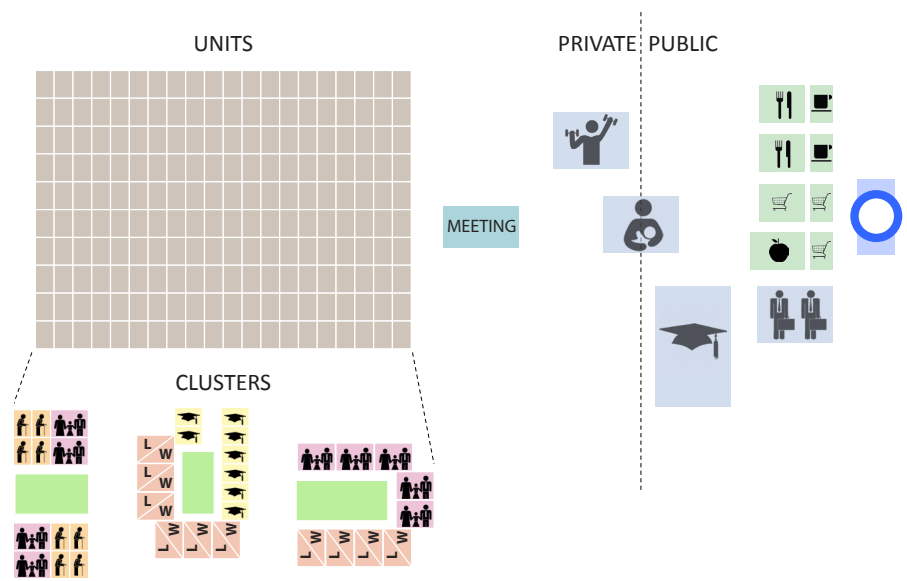 UNITS
PRIVATE PUBLIC
MEETING
CLUSTERS
L W
L W
L W
L W L W L W
L W L W L W L W